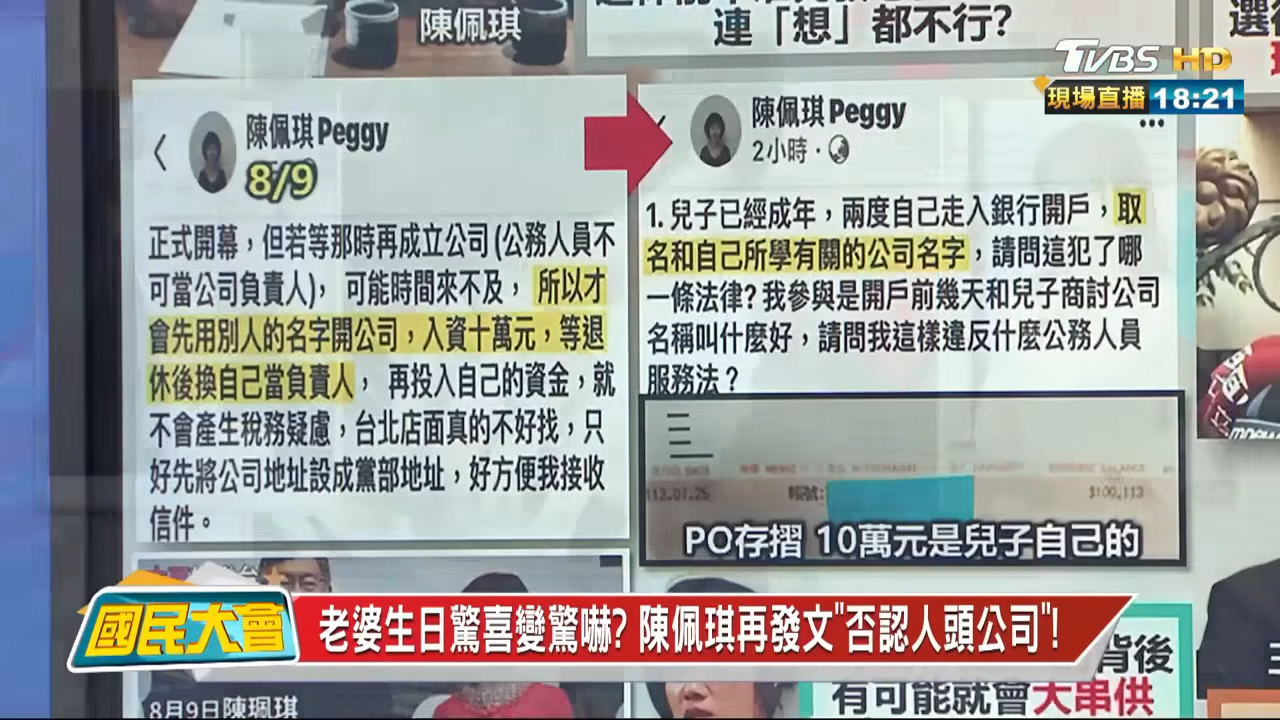 陳佩琪
連「想」都不行?
TVBS HD
現場直播 18:21
陳佩琪 Peggy
8/9
正式開幕，但若等那時再成立公司(公務人員不
可當公司負責人)， 可能時間來不及， 所以才
會先用別人的名字開公司，入資十萬元，等退
休後換自己當負責人， 再投入自己的資金，就
不會產生稅務疑慮，台北店面真的不好找，只
好先將公司地址設成黨部地址，好方便我接收
信件。
陳佩琪 Peggy
2小時·
1. 兒子已經成年，兩度自己走入銀行開戶，取
名和自己所學有關的公司名字，請問這犯了哪
一條法律? 我參與是開戶前幾天和兒子商討公司
名稱叫什麼好，請問我這樣違反什麼公務人員
服務法？
113.07.26
$100,113
PO存摺 10萬元是兒子自己的
國民大會
老婆生日驚喜變驚嚇? 陳佩琪再發文"否認人頭公司"!
8月9日陳珮琪
背後
有可能就會大串供